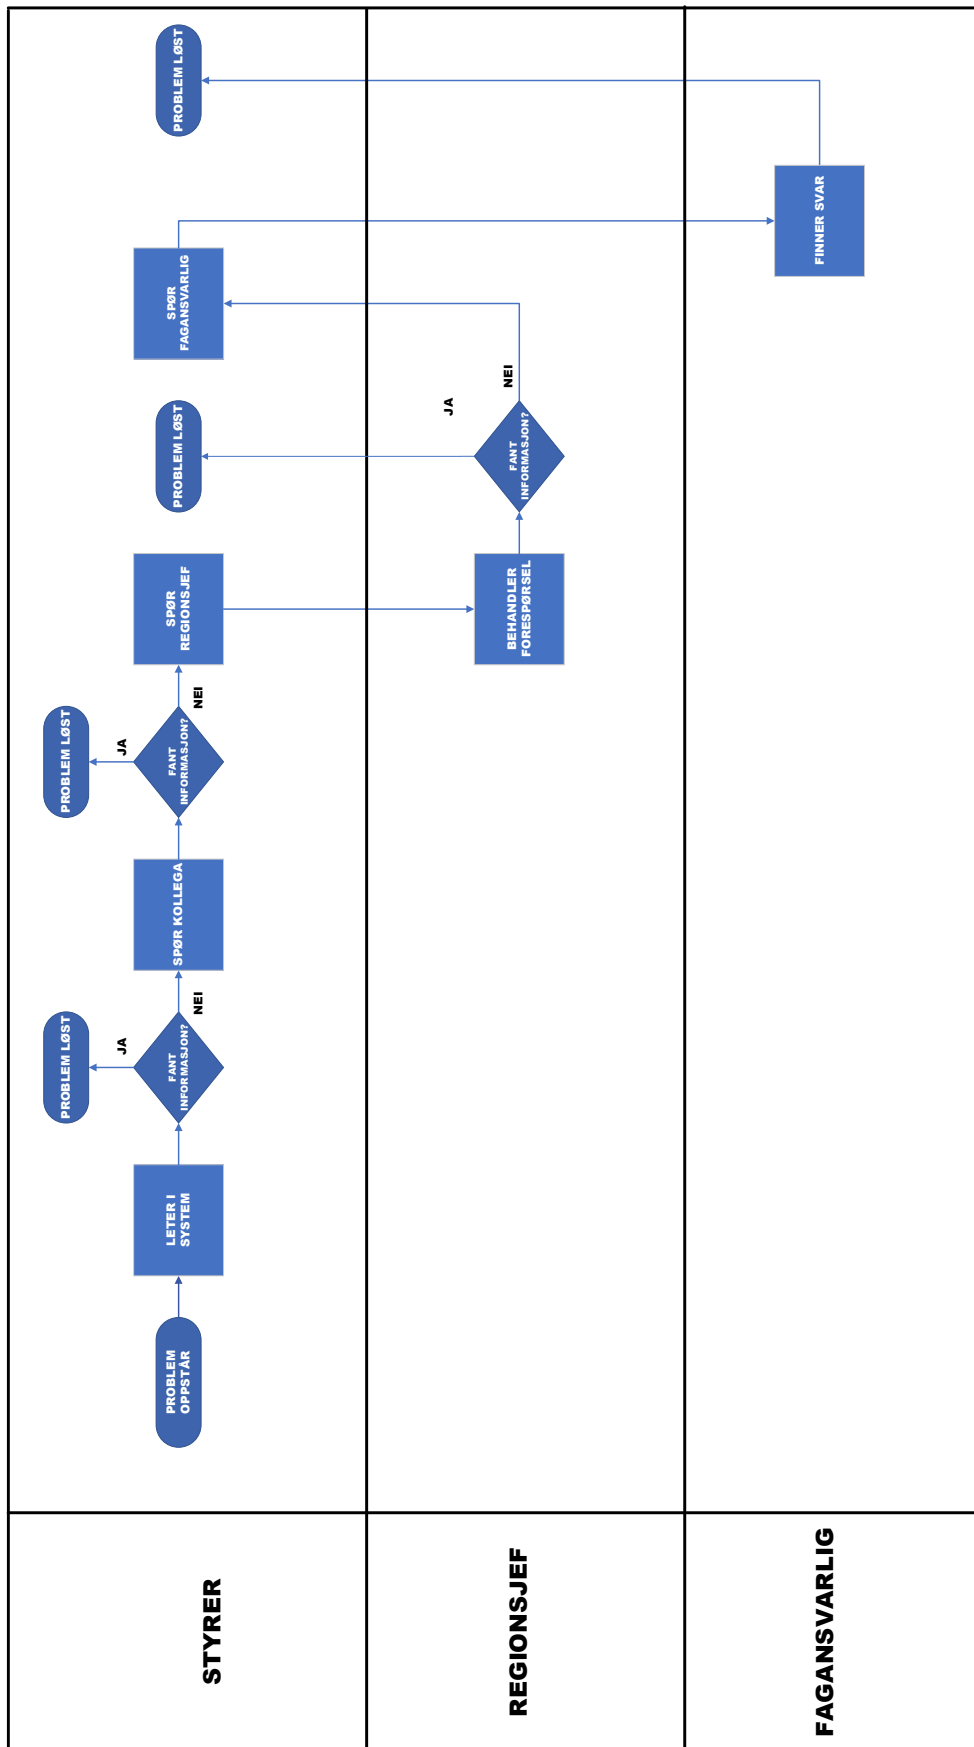 STYRER
PROBLEM
OPPSTÅR
LETER I
SYSTEM
FANT
INFORMASJON?
JA
NEI
PROBLEM LØST
SPØR KOLLEGA
FANT
INFORMASJON?
JA
NEI
PROBLEM LØST
SPØR
REGIONSJEF
PROBLEM LØST
SPØR
FAGANSVARLIG
PROBLEM LØST
REGIONSJEF
BEHANDLER
FORESPØRSEL
FANT
INFORMASJON?
JA
NEI
FAGANSVARLIG
FINNER SVAR